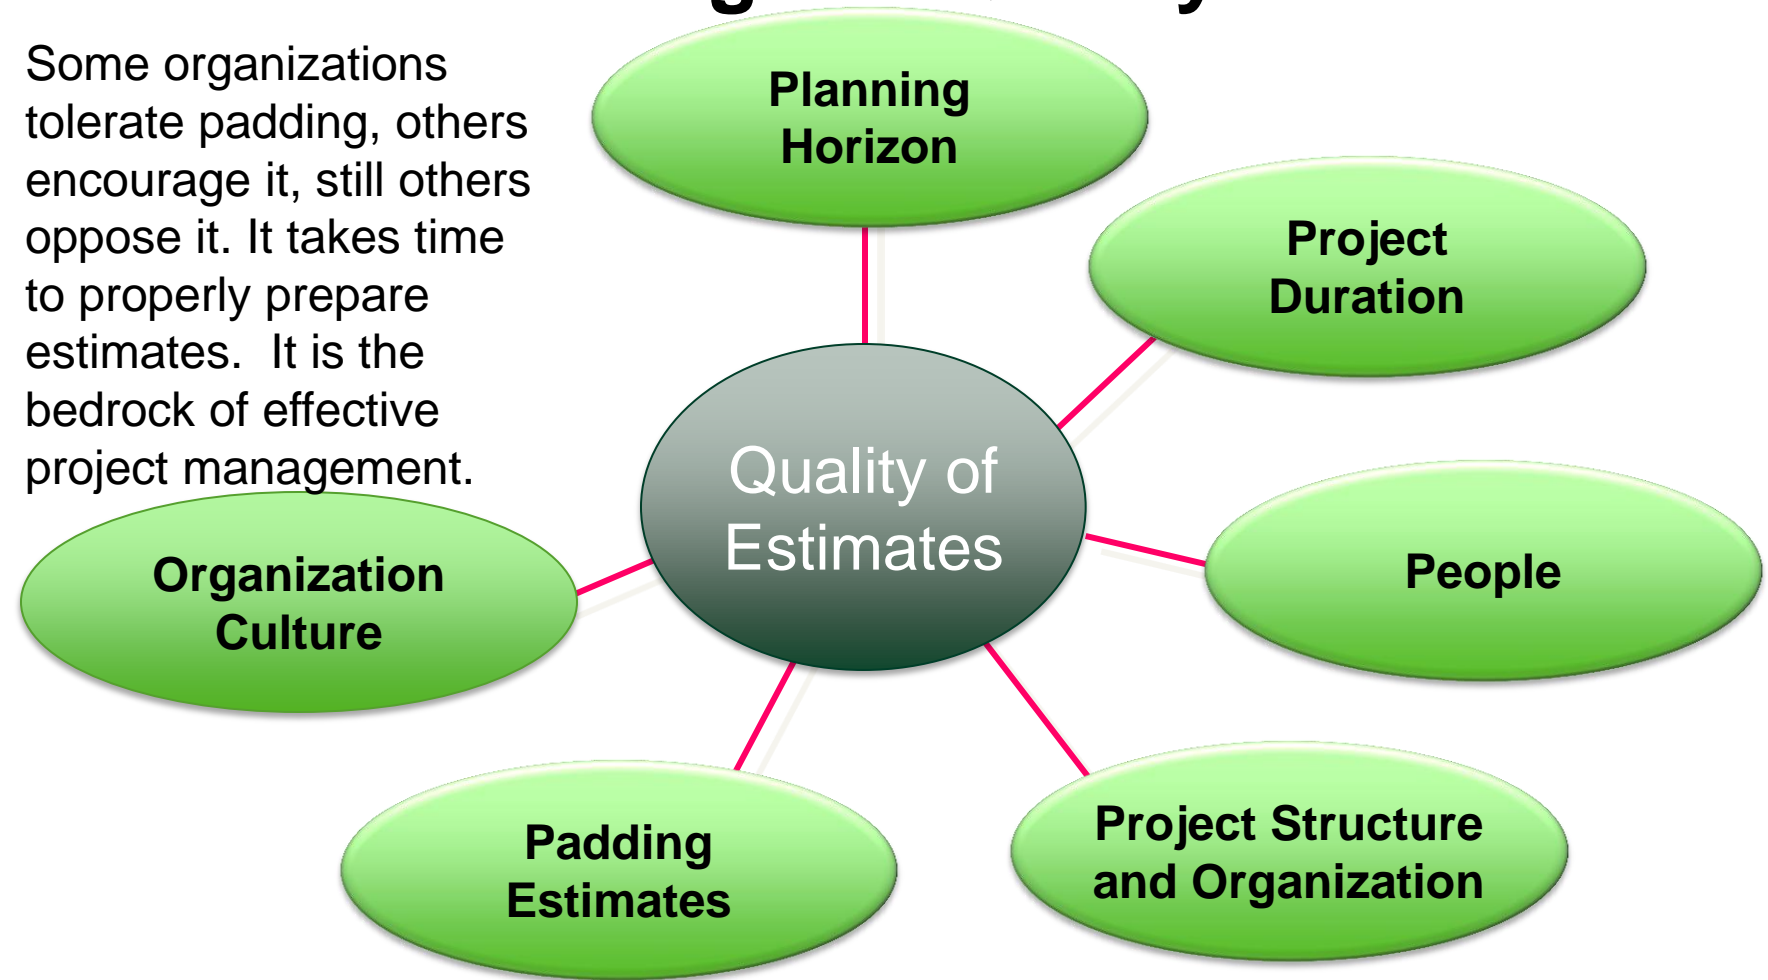 Some organizations
tolerate padding, others
encourage it, still others
oppose it. It takes time
to properly prepare
estimates.  It is the
bedrock of effective
project management.
Planning
Horizon
Project
Duration
People
Project Structure
and Organization
Padding
Estimates
Organization
Culture
Quality of
Estimates